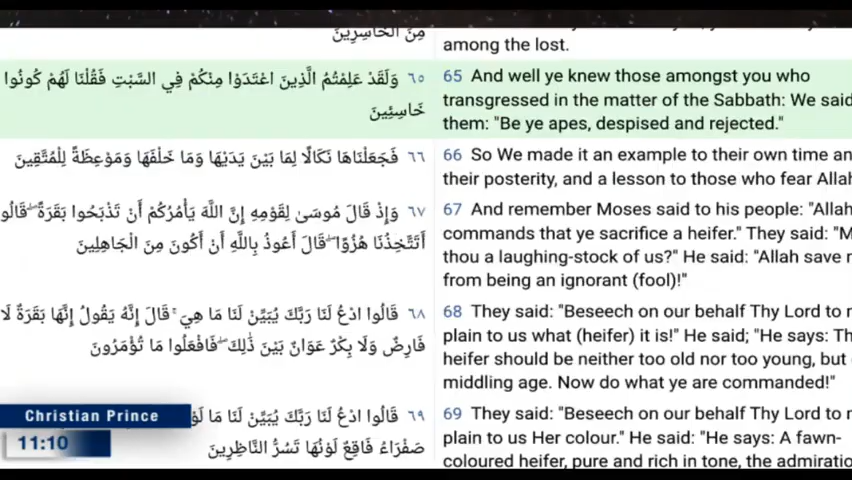 مِنَ الْخَاسِرِينَ
among the lost.
٦٥ وَلَقَدْ عَلِمْتُمُ الَّذِينَ اعْتَدَوْا مِنْكُمْ فِي السَّبْتِ فَقُلْنَا لَهُمْ كُونُوا
خَاسِئِينَ
65 And well ye knew those amongst you who
transgressed in the matter of the Sabbath: We said
them: "Be ye apes, despised and rejected."
٦٦ فَجَعَلْنَاهَا نَكَالًا لِمَا بَيْنَ يَدَيْهَا وَمَا خَلْفَهَا وَمَوْعِظَةً لِلْمُتَّقِينَ
66 So We made it an example to their own time an
their posterity, and a lesson to those who fear Allah
٦٧ وَإِذْ قَالَ مُوسَىٰ لِقَوْمِهِ إِنَّ اللَّهَ يَأْمُرُكُمْ أَنْ تَذْبَحُوا بَقَرَةً ۖ قَالُو
أَتَتَّخِذُنَا هُزُوًا ۖ قَالَ أَعُوذُ بِاللَّهِ أَنْ أَكُونَ مِنَ الْجَاهِلِينَ
67 And remember Moses said to his people: "Allah
commands that ye sacrifice a heifer." They said: "M
thou a laughing-stock of us?" He said: "Allah save m
from being an ignorant (fool)!"
٦٨ قَالُوا ادْعُ لَنَا رَبَّكَ يُبَيِّنْ لَنَا مَا هِيَ ۚ قَالَ إِنَّهُ يَقُولُ إِنَّهَا بَقَرَةٌ لَا
فَارِضٌ وَلَا بِكْرٌ عَوَانٌ بَيْنَ ذَٰلِكَ ۖ فَافْعَلُوا مَا تُؤْمَرُونَ
68 They said: "Beseech on our behalf Thy Lord to m
plain to us what (heifer) it is!" He said; "He says: Th
heifer should be neither too old nor too young, but
middling age. Now do what ye are commanded!"
٦٩ قَالُوا ادْعُ لَنَا رَبَّكَ يُبَيِّنْ لَنَا مَا لَوْ
صَفْرَاءُ فَاقِعٌ لَوْنُهَا تَسُرُّ النَّاظِرِينَ
69 They said: "Beseech on our behalf Thy Lord to m
plain to us Her colour." He said: "He says: A fawn-
coloured heifer, pure and rich in tone, the admiratio
Christian Prince
11:10